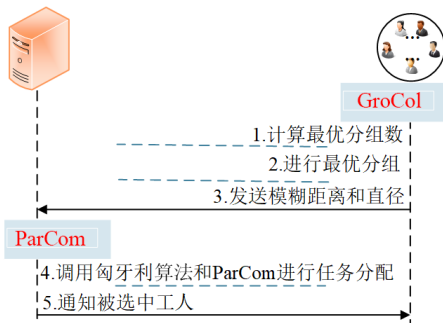 GroCol
1.计算最优分组数
2.进行最优分组
3.发送模糊距离和直径
ParCom
4.调用匈牙利算法和ParCom进行任务分配
5.通知被选中工人